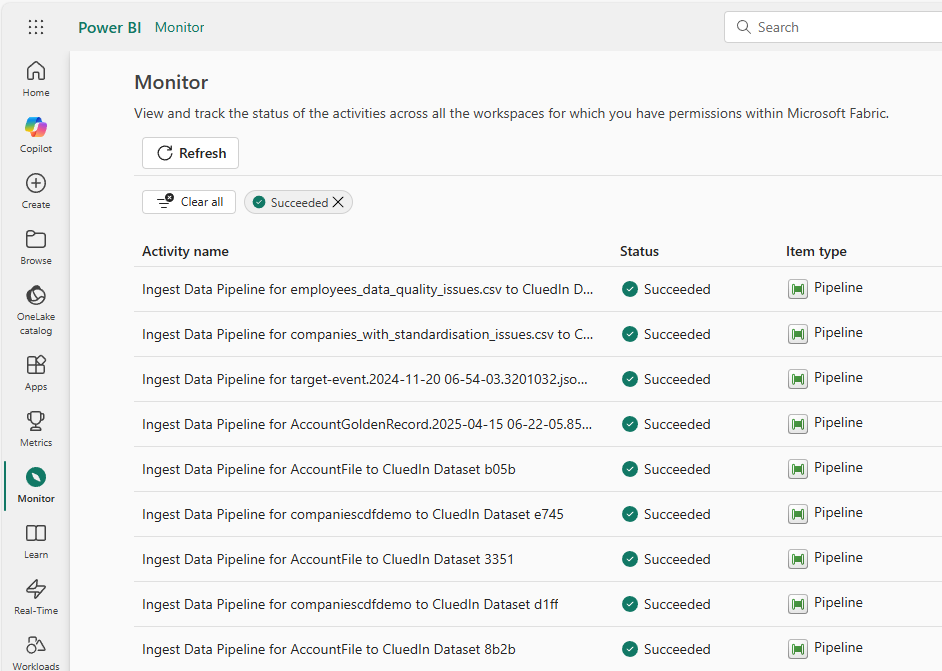 Power BI Monitor
Search
Home
Copilot
Create
Browse
OneLake
catalog
Apps
Metrics
Monitor
Learn
Real-Time
Workloads
Monitor
View and track the status of the activities across all the workspaces for which you have permissions within Microsoft Fabric.
Refresh
Clear all Succeeded
Activity name Status Item type
Ingest Data Pipeline for employees_data_quality_issues.csv to CluedIn D... Succeeded Pipeline
Ingest Data Pipeline for companies_with_standardisation_issues.csv to C... Succeeded Pipeline
Ingest Data Pipeline for target-event.2024-11-20 06-54-03.3201032.jso... Succeeded Pipeline
Ingest Data Pipeline for AccountGoldenRecord.2025-04-15 06-22-05.85... Succeeded Pipeline
Ingest Data Pipeline for AccountFile to CluedIn Dataset b05b Succeeded Pipeline
Ingest Data Pipeline for companiescdfdemo to CluedIn Dataset e745 Succeeded Pipeline
Ingest Data Pipeline for AccountFile to CluedIn Dataset 3351 Succeeded Pipeline
Ingest Data Pipeline for companiescdfdemo to CluedIn Dataset d1ff Succeeded Pipeline
Ingest Data Pipeline for AccountFile to CluedIn Dataset 8b2b Succeeded Pipeline